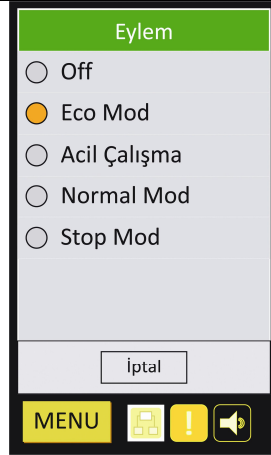 Eylem
Off
Eco Mod
Acil Çalışma
Normal Mod
Stop Mod
İptal
MENU
!